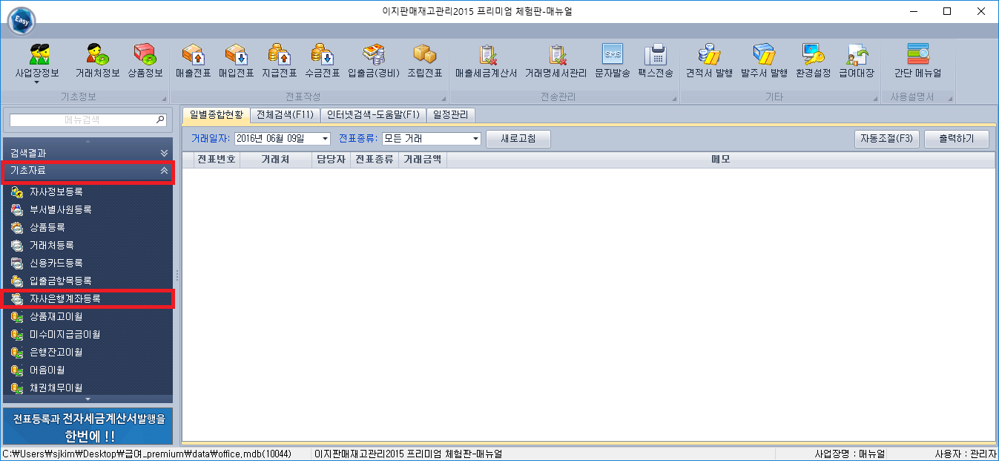 이지판매재고관리2015 프리미엄 체험판-매뉴얼
Easy
사업장정보 거래처정보 상품정보 매출전표 매입전표 지급전표 수금전표 입출금(경비) 조립전표 매출세금계산서 거래명세서관리 문자발송 팩스전송 견적서 발행 발주서 발행 환경설정 급여대장 간단 메뉴얼
SMS
기초정보 전표작성 전송관리 기타 사용설명서
메뉴검색
일별종합현황 전체검색(F11) 인터넷검색-도움말(F1) 일정관리
거래일자: 2016년 06월 09일 전표종류: 모든 거래 새로고침 자동조절(F3) 출력하기
전표번호 거래처 담당자 전표종류 거래금액 메모
검색결과
기초자료
자사정보등록
부서별사원등록
상품등록
거래처등록
신용카드등록
입출금항목등록
자사은행계좌등록
상품재고이월
미수미지급금이월
은행잔고이월
어음이월
채권채무이월
전표등록과 전자세금계산서발행을
한번에 !!
C:₩Users₩sjkim₩Desktop₩급여_premium₩data₩office.mdb(10044) 이지판매재고관리2015 프리미엄 체험판-매뉴얼 사업장명 : 매뉴얼 사용자 : 관리자